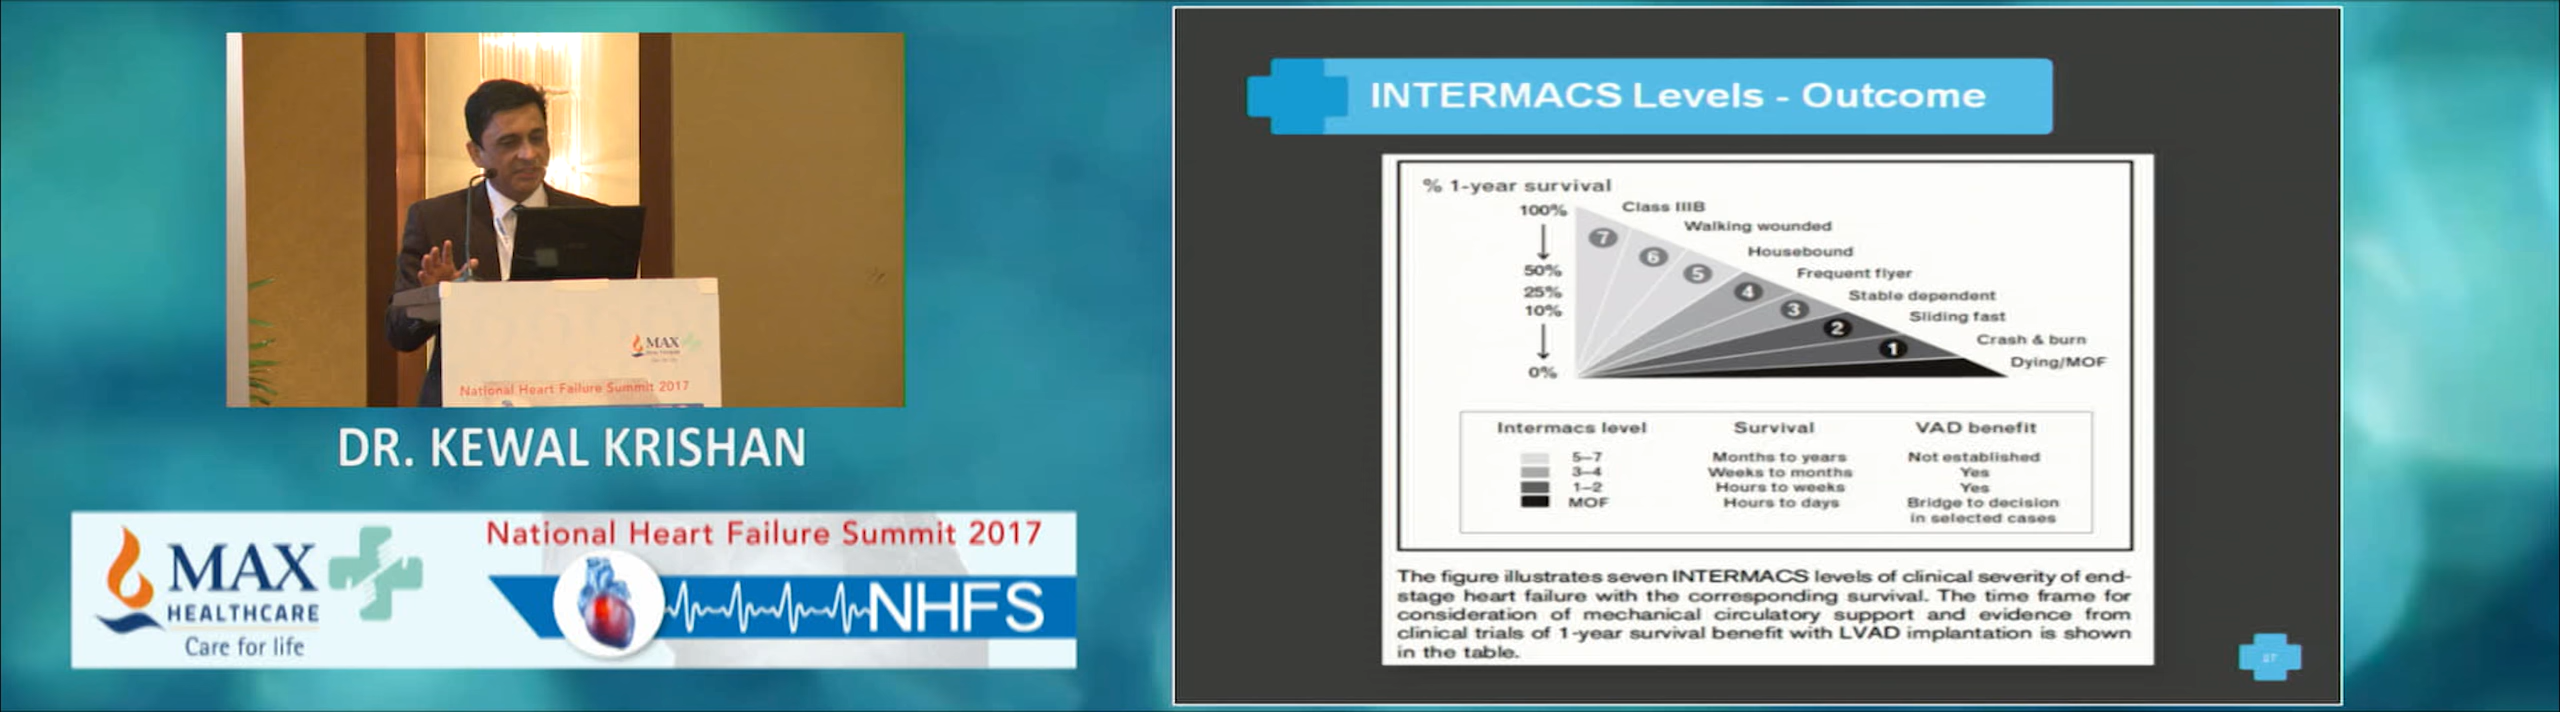 MAX
National Heart Failure Summit 2017
DR. KEWAL KRISHAN
MAX
HEALTHCARE
Care for life
National Heart Failure Summit 2017
NHFS
INTERMACS Levels - Outcome
% 1-year survival
100%
50%
25%
10%
0%
7
6
5
4
3
2
1
Class IIIB
Walking wounded
Housebound
Frequent flyer
Stable dependent
Sliding fast
Crash & burn
Dying/MOF
Intermacs level Survival VAD benefit
5–7 Months to years Not established
3–4 Weeks to months Yes
1–2 Hours to weeks Yes
MOF Hours to days Bridge to decision
in selected cases
The figure illustrates seven INTERMACS levels of clinical severity of end-
stage heart failure with the corresponding survival. The time frame for
consideration of mechanical circulatory support and evidence from
clinical trials of 1-year survival benefit with LVAD implantation is shown
in the table.